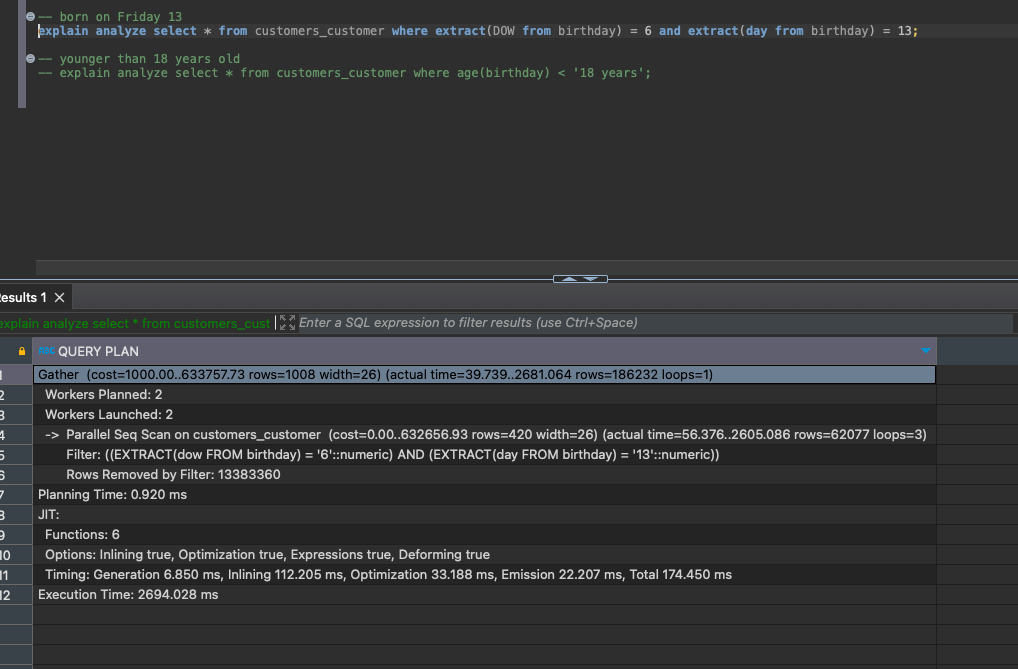 -- born on Friday 13
explain analyze select * from customers_customer where extract(DOW from birthday) = 6 and extract(day from birthday) = 13;
-- younger than 18 years old
-- explain analyze select * from customers_customer where age(birthday) < '18 years';
esults 1
explain analyze select * from customers_cust Enter a SQL expression to filter results (use Ctrl+Space)
ABC QUERY PLAN
1 Gather (cost=1000.00..633757.73 rows=1008 width=26) (actual time=39.739..2681.064 rows=186232 loops=1)
2 Workers Planned: 2
3 Workers Launched: 2
4 -> Parallel Seq Scan on customers_customer (cost=0.00..632656.93 rows=420 width=26) (actual time=56.376..2605.086 rows=62077 loops=3)
5 Filter: ((EXTRACT(dow FROM birthday) = '6'::numeric) AND (EXTRACT(day FROM birthday) = '13'::numeric))
6 Rows Removed by Filter: 13383360
7 Planning Time: 0.920 ms
8 JIT:
9 Functions: 6
10 Options: Inlining true, Optimization true, Expressions true, Deforming true
11 Timing: Generation 6.850 ms, Inlining 112.205 ms, Optimization 33.188 ms, Emission 22.207 ms, Total 174.450 ms
12 Execution Time: 2694.028 ms